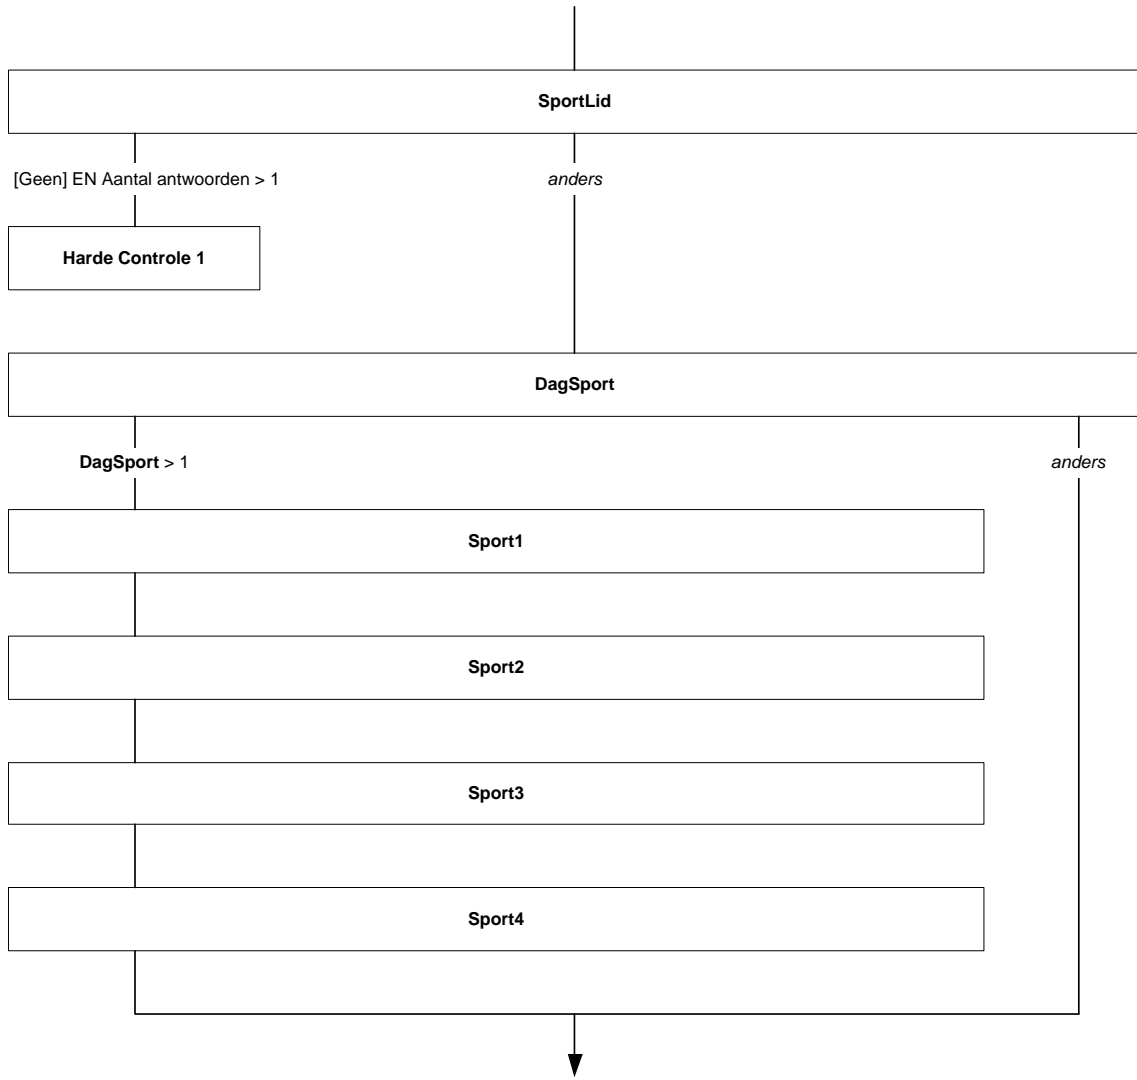 SportLid
[Geen] EN Aantal antwoorden > 1
anders
Harde Controle 1
DagSport
DagSport > 1
anders
Sport1
Sport2
Sport3
Sport4